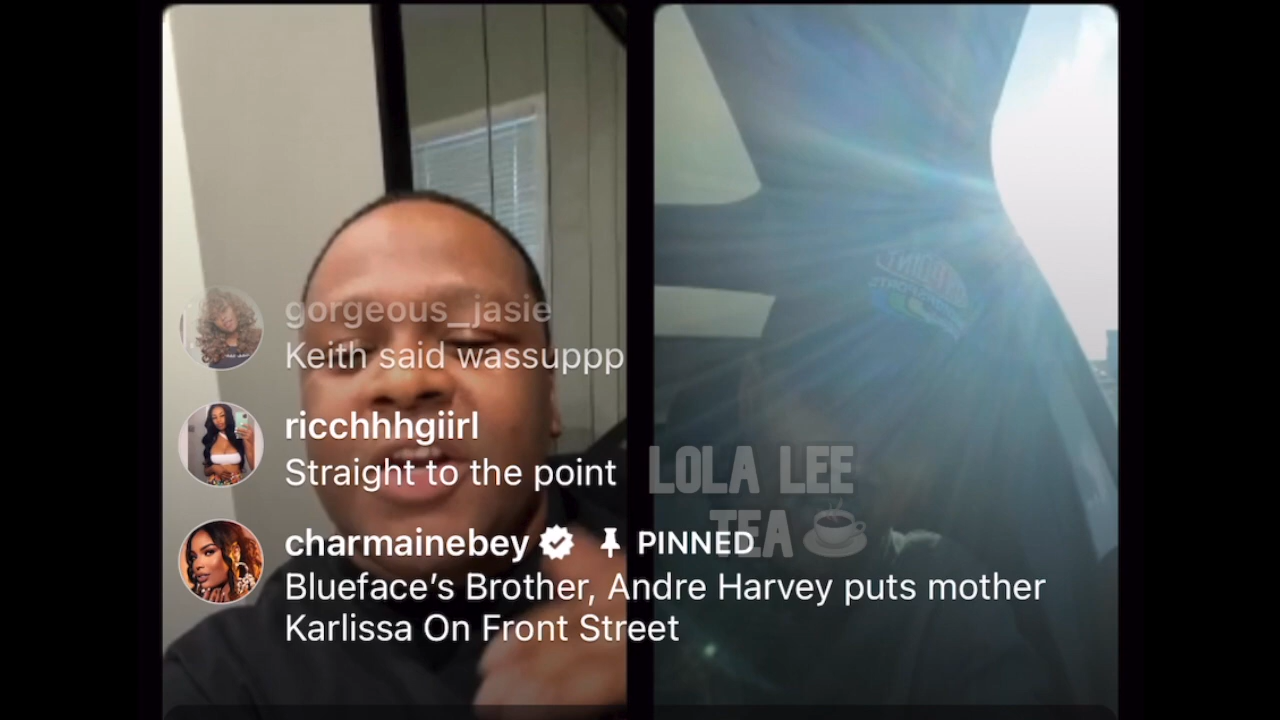 gorgeous_jasie
Keith said wassuppp
ricchhhgiirl
Straight to the point
LOLA LEE
TEA
charmainebey PINNED
Blueface's Brother, Andre Harvey puts mother
Karlissa On Front Street